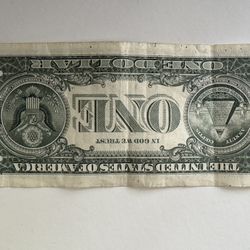 THE UNITED STATES OF AMERICA
IN GOD WE TRUST
ONE
ONE DOLLAR